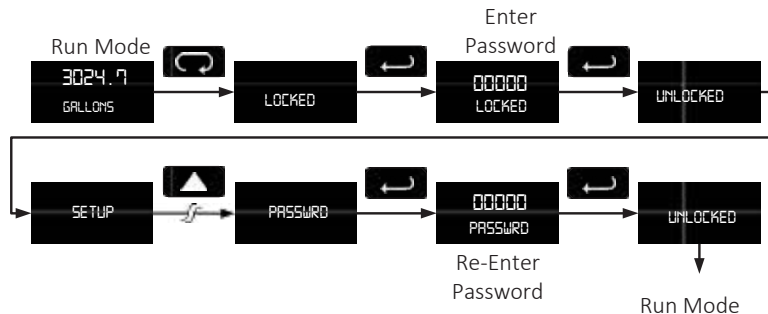 Enter
Password
Run Mode
3024.7
GALLONS
LOCKED
00000
LOCKED
UNLOCKED
SETUP
PASSWRD
00000
PASSWRD
UNLOCKED
Re-Enter
Password
Run Mode